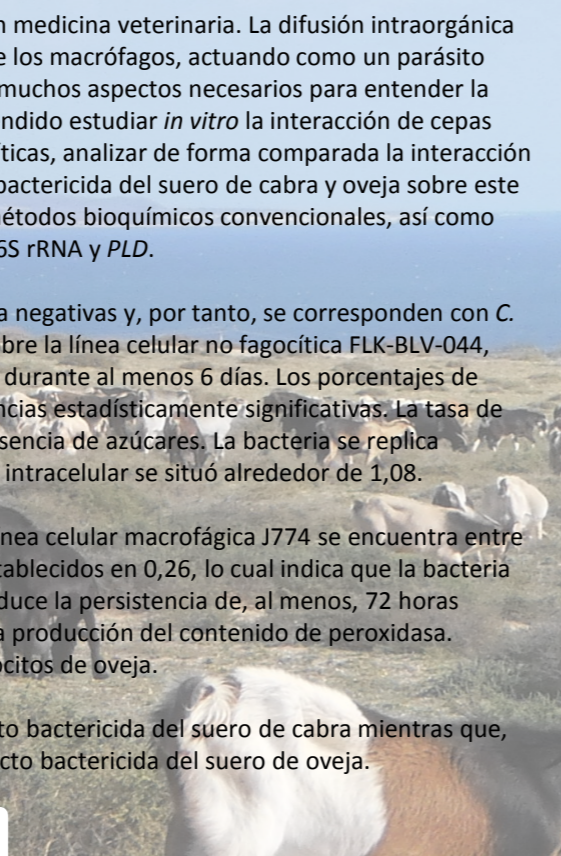 medicina veterinaria. La difusión intraorgánica
los macrófagos, actuando como un parásito
muchos aspectos necesarios para entender la
estudiar in vitro la interacción de cepas
analizar de forma comparada la interacción
bactericida del suero de cabra y oveja sobre este
métodos bioquímicos convencionales, así como
6S rRNA y PLD.
a negativas y, por tanto, se corresponden con C.
bre la línea celular no fagocítica FLK-BLV-044,
durante al menos 6 días. Los porcentajes de
ncias estadísticamente significativas. La tasa de
sencia de azúcares. La bacteria se replica
intracelular se situó alrededor de 1,08.
nea celular macrofágica J774 se encuentra entre
tablecidos en 0,26, lo cual indica que la bacteria
duce la persistencia de, al menos, 72 horas
a producción del contenido de peroxidasa.
ocitos de oveja.
to bactericida del suero de cabra mientras que,
cto bactericida del suero de oveja.